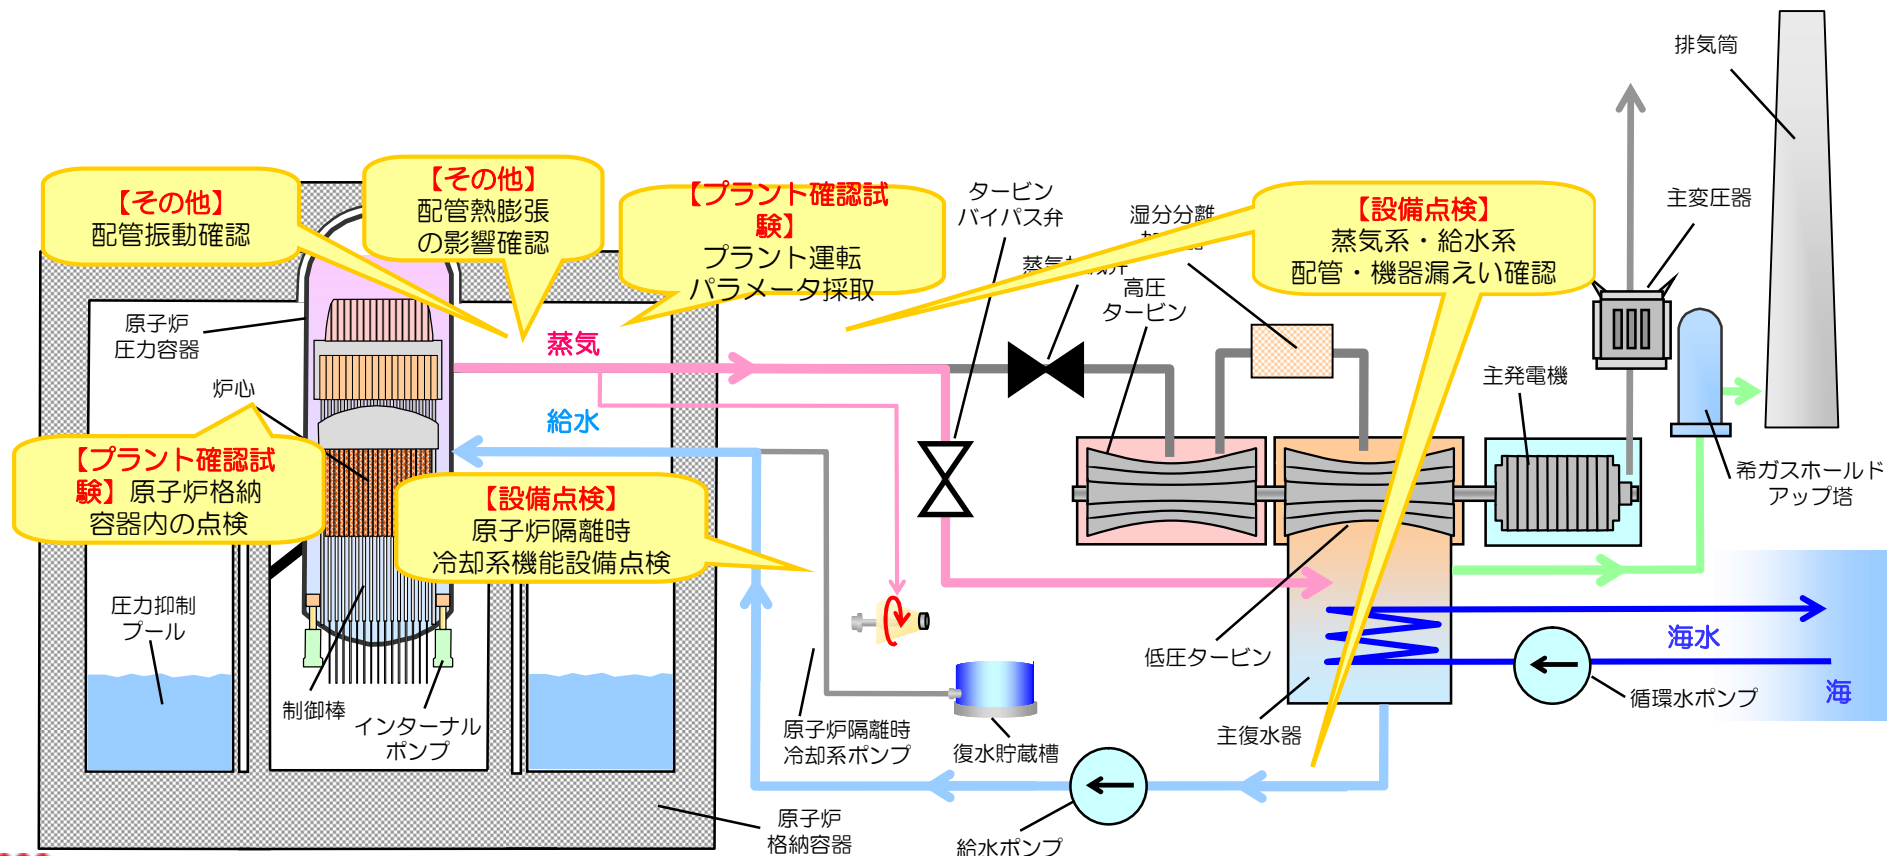 排気筒
【その他】
配管振動確認
【その他】
配管熱膨張
の影響確認
【プラント確認試
験】
プラント運転
パラメータ採取
タービン
バイパス弁
湿分分離
【設備点検】
蒸気系・給水系
配管・機器漏えい確認
主変圧器
蒸気
高圧
タービン
原子炉
圧力容器
蒸気
炉心
給水
主発電機
【プラント確認試
験】原子炉格納
容器内の点検
【設備点検】
原子炉隔離時
冷却系機能設備点検
希ガスホールド
アップ塔
圧力抑制
プール
制御棒
インターナル
ポンプ
原子炉隔離時
冷却系ポンプ
復水貯蔵槽
低圧タービン
主復水器
海水
海
循環水ポンプ
原子炉
格納容器
給水ポンプ